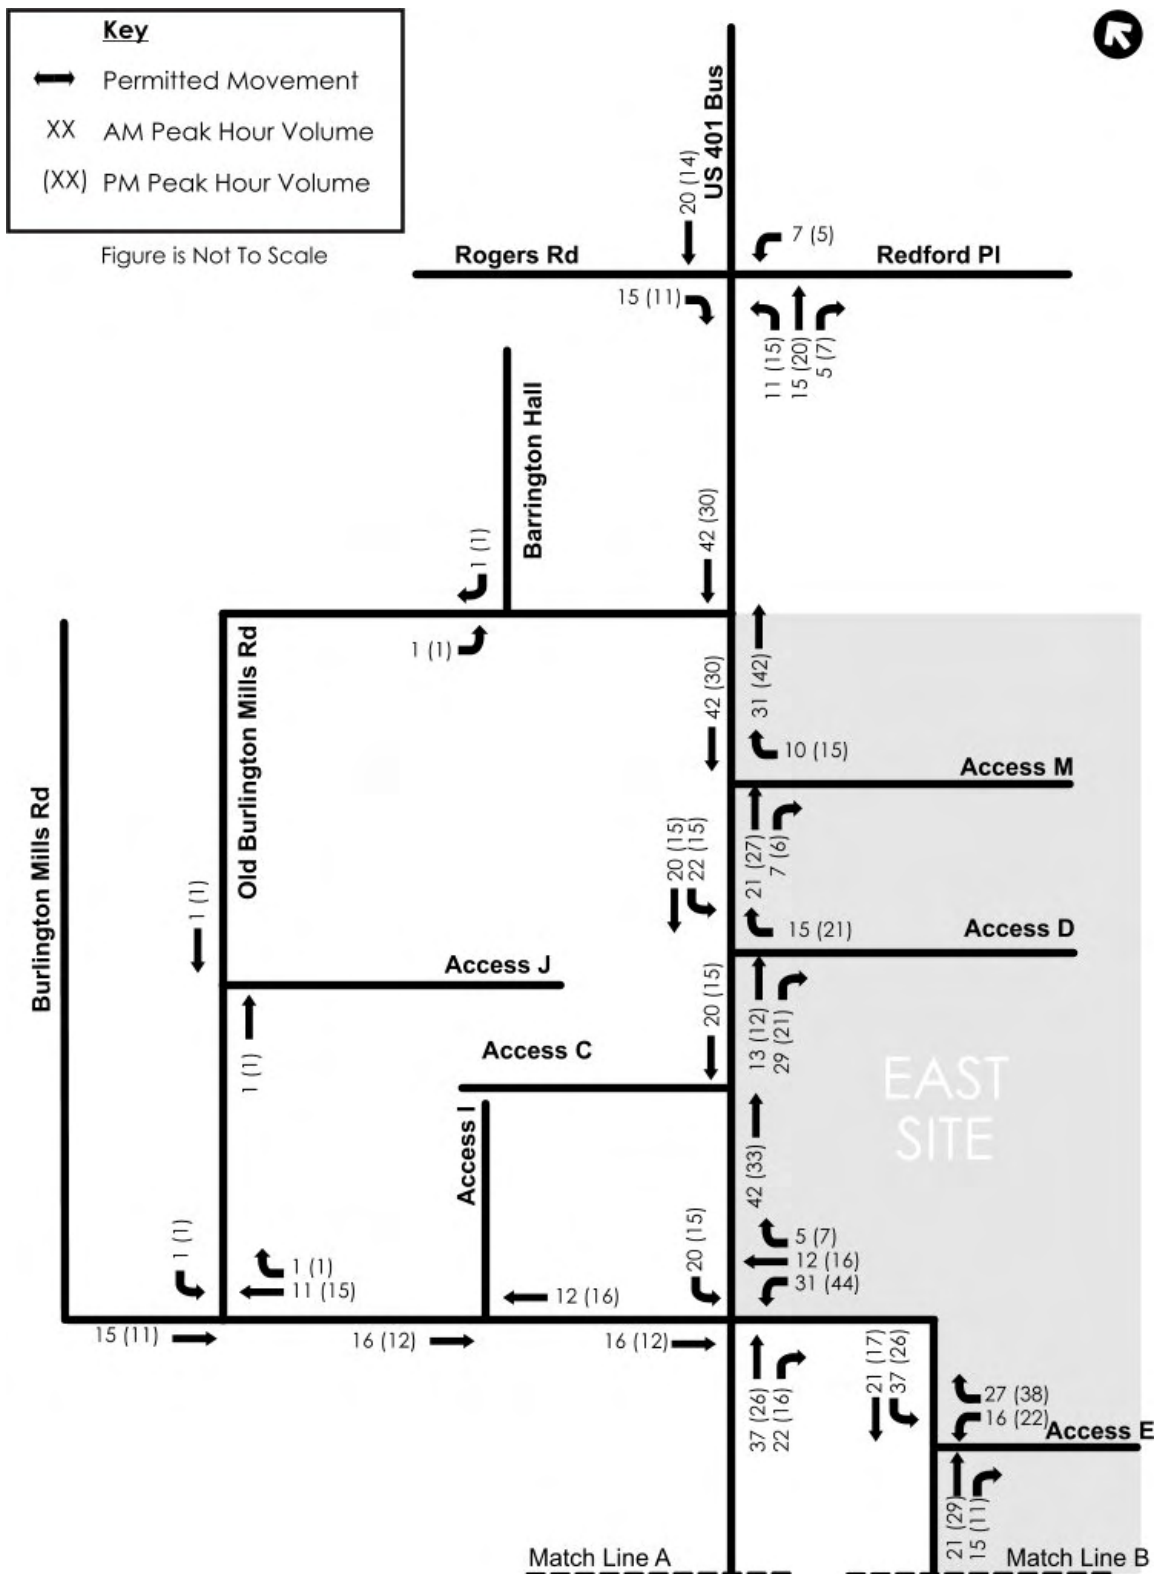 Key
Permitted Movement
XX AM Peak Hour Volume
(XX) PM Peak Hour Volume
Figure is Not To Scale
US 401 Bus
20 (14)
7 (5)
Rogers Rd
Redford Pl
15 (11)
11 (15)
15 (20)
5 (7)
Barrington Hall
42 (30)
1 (1)
1 (1)
Burlington Mills Rd
Old Burlington Mills Rd
42 (30)
31 (42)
10 (15)
Access M
20 (15)
22 (15)
21 (27)
7 (6)
1 (1)
15 (21)
Access D
Access J
20 (15)
13 (12)
29 (21)
1 (1)
Access C
EAST
SITE
Access I
42 (33)
1 (1)
1 (1)
11 (15)
12 (16)
20 (15)
5 (7)
12 (16)
31 (44)
15 (11)
16 (12)
16 (12)
37 (26)
22 (16)
21 (17)
37 (26)
27 (38)
16 (22)
Access E
21 (29)
15 (11)
Match Line A
Match Line B